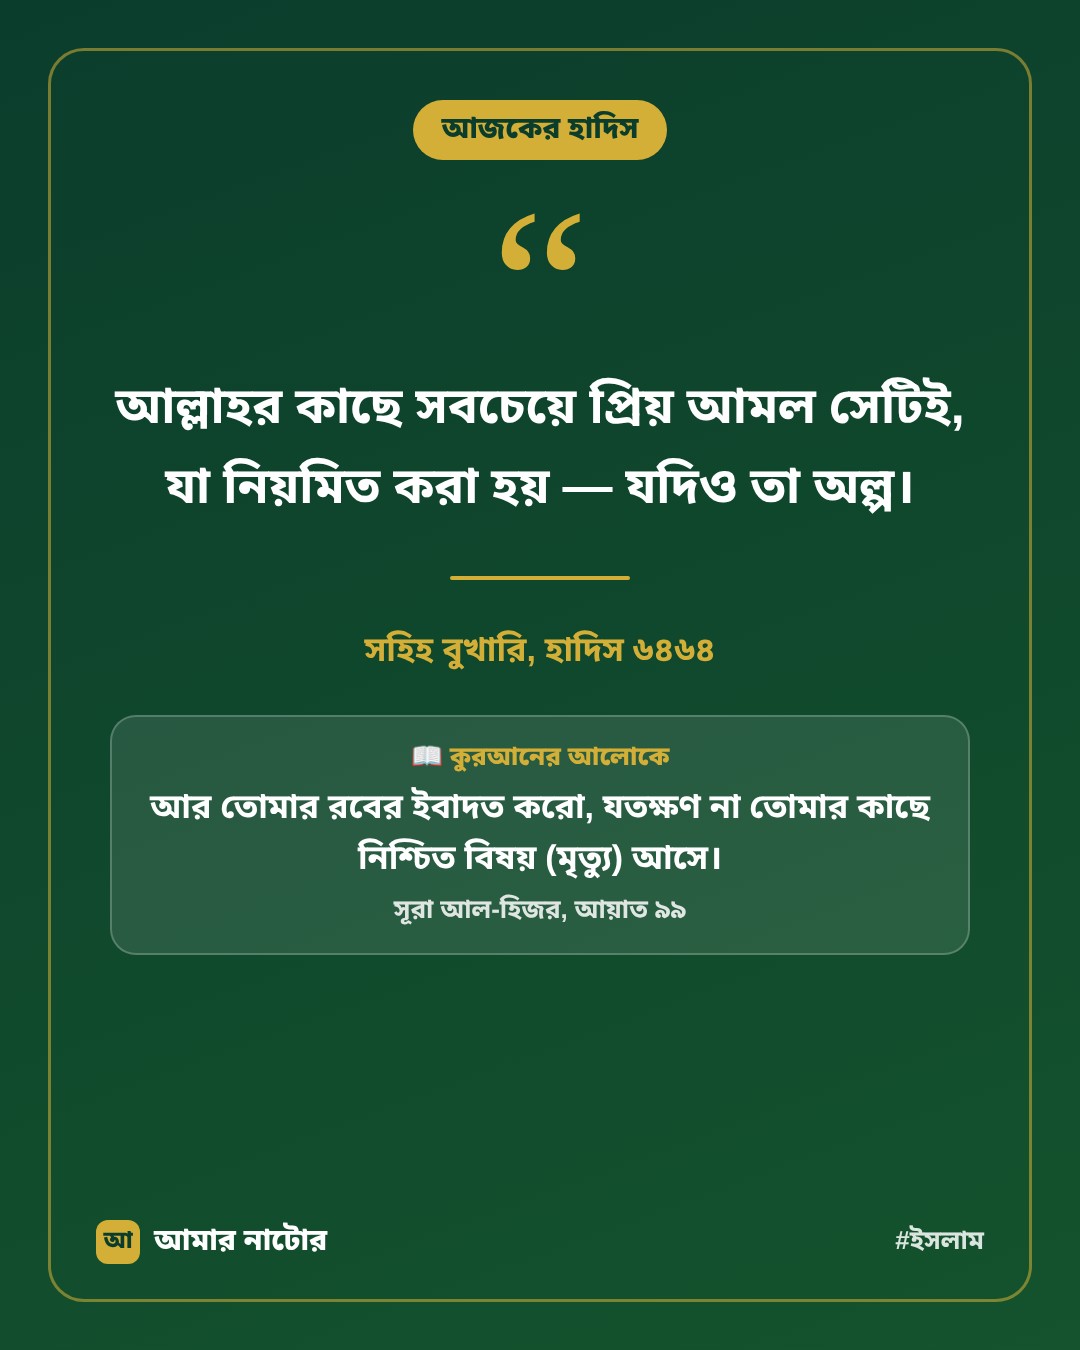 আজকের হাদিস
“
আল্লাহর কাছে সবচেয়ে প্রিয় আমল সেটিই,
যা নিয়মিত করা হয় — যদিও তা অল্প।
সহিহ বুখারি, হাদিস ৬৪৬৪
📖 কুরআনের আলোকে
আর তোমার রবের ইবাদত করো, যতক্ষণ না তোমার কাছে
নিশ্চিত বিষয় (মৃত্যু) আসে।
সূরা আল-হিজর, আয়াত ৯৯
আ আমার নাটোর
#ইসলাম